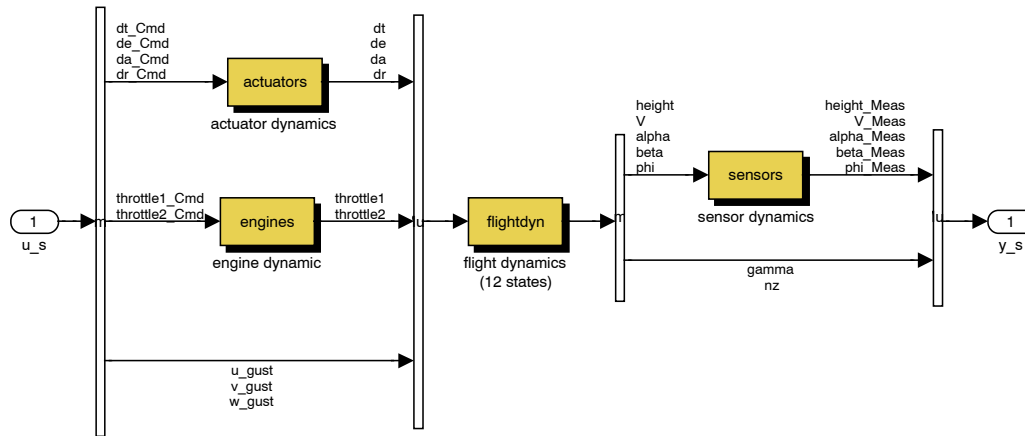 dt_Cmd
de_Cmd
da_Cmd
dr_Cmd
actuators
actuator dynamics
dt
de
da
dr
1
u_s
m
throttle1_Cmd
throttle2_Cmd
engines
engine dynamic
throttle1
throttle2
u
u_gust
v_gust
w_gust
flightdyn
flight dynamics
(12 states)
m
height
V
alpha
beta
phi
sensors
sensor dynamics
height_Meas
V_Meas
alpha_Meas
beta_Meas
phi_Meas
gamma
nz
u
1
y_s